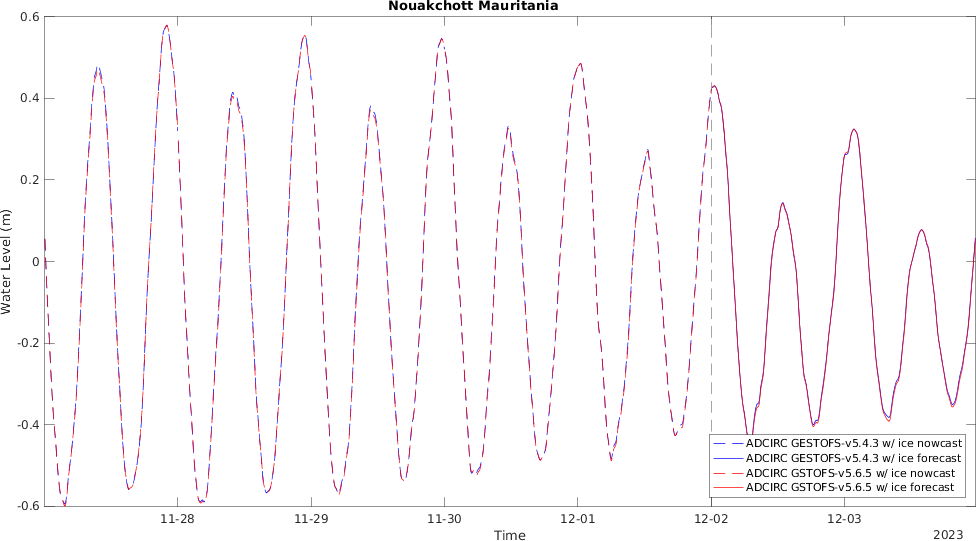 Nouakchott Mauritania
0.6
0.4
0.2
0
-0.2
-0.4
-0.6
Water Level (m)
ADCIRC GESTOFS-v5.4.3 w/ ice nowcast
ADCIRC GESTOFS-v5.4.3 w/ ice forecast
ADCIRC GSTOFS-v5.6.5 w/ ice nowcast
ADCIRC GSTOFS-v5.6.5 w/ ice forecast
11-28
11-29
11-30
12-01
12-02
12-03
Time
2023